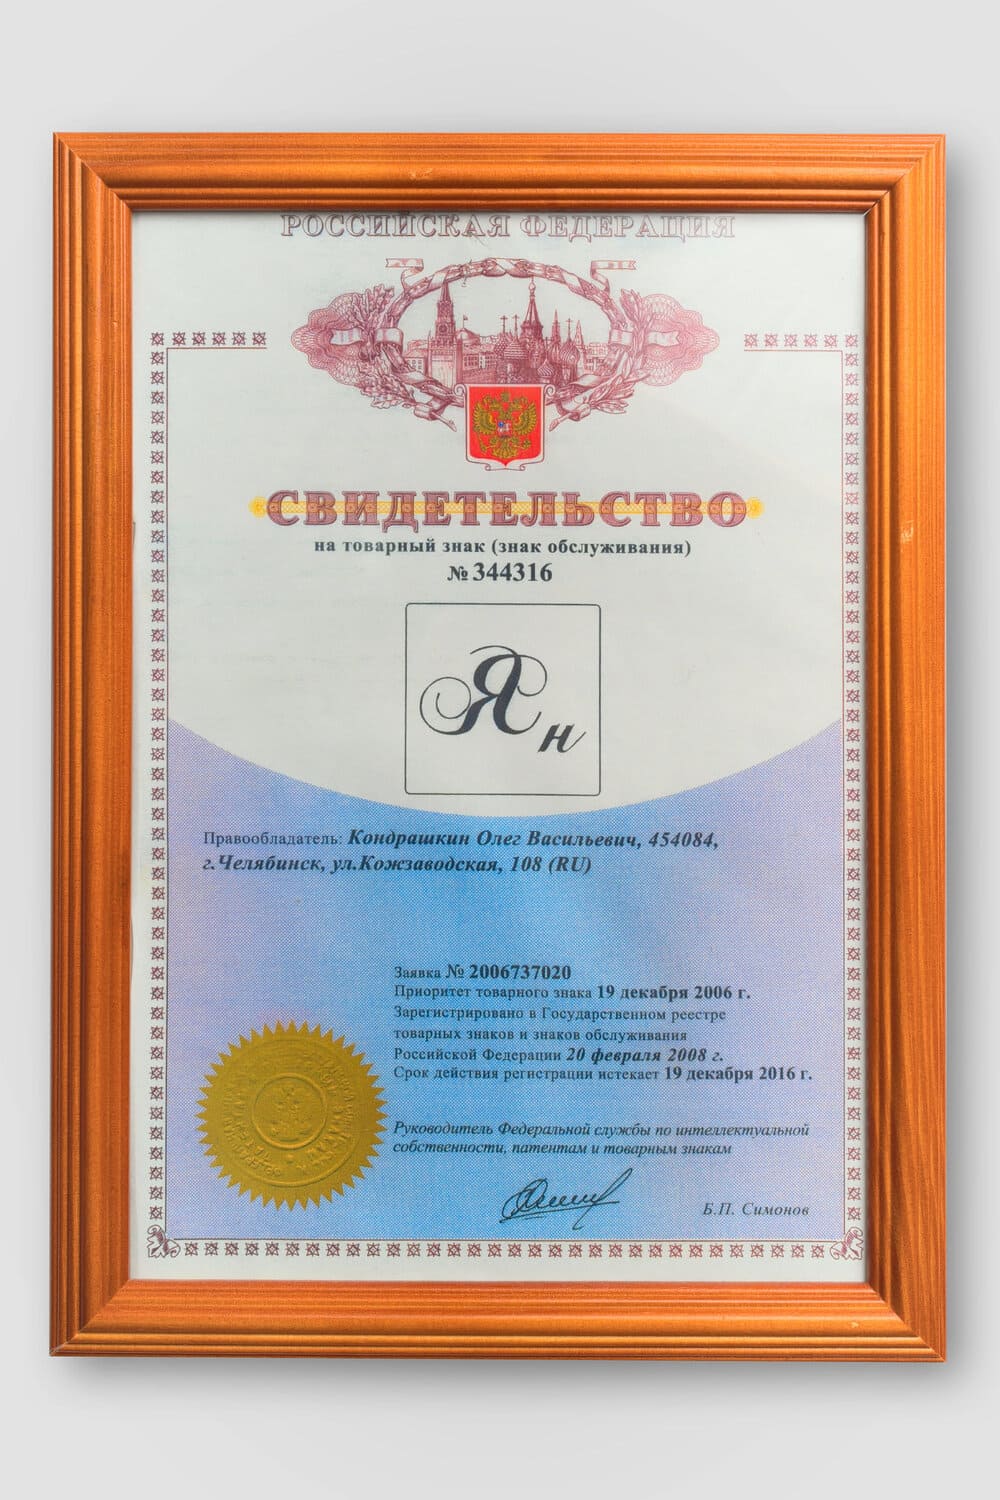 РОССИЙСКАЯ ФЕДЕРАЦИЯ
СВИДЕТЕЛЬСТВО
на товарный знак (знак обслуживания)
№ 344316
Я
н
Правообладатель: Кондрашкин Олег Васильевич, 454084,
г.Челябинск, ул.Кожзаводская, 108 (RU)
Заявка № 2006737020
Приоритет товарного знака 19 декабря 2006 г.
Зарегистрировано в Государственном реестре
товарных знаков и знаков обслуживания
Российской Федерации 20 февраля 2008 г.
Срок действия регистрации истекает 19 декабря 2016 г.
Руководитель Федеральной службы по интеллектуальной
собственности, патентам и товарным знакам
Б.П. Симонов